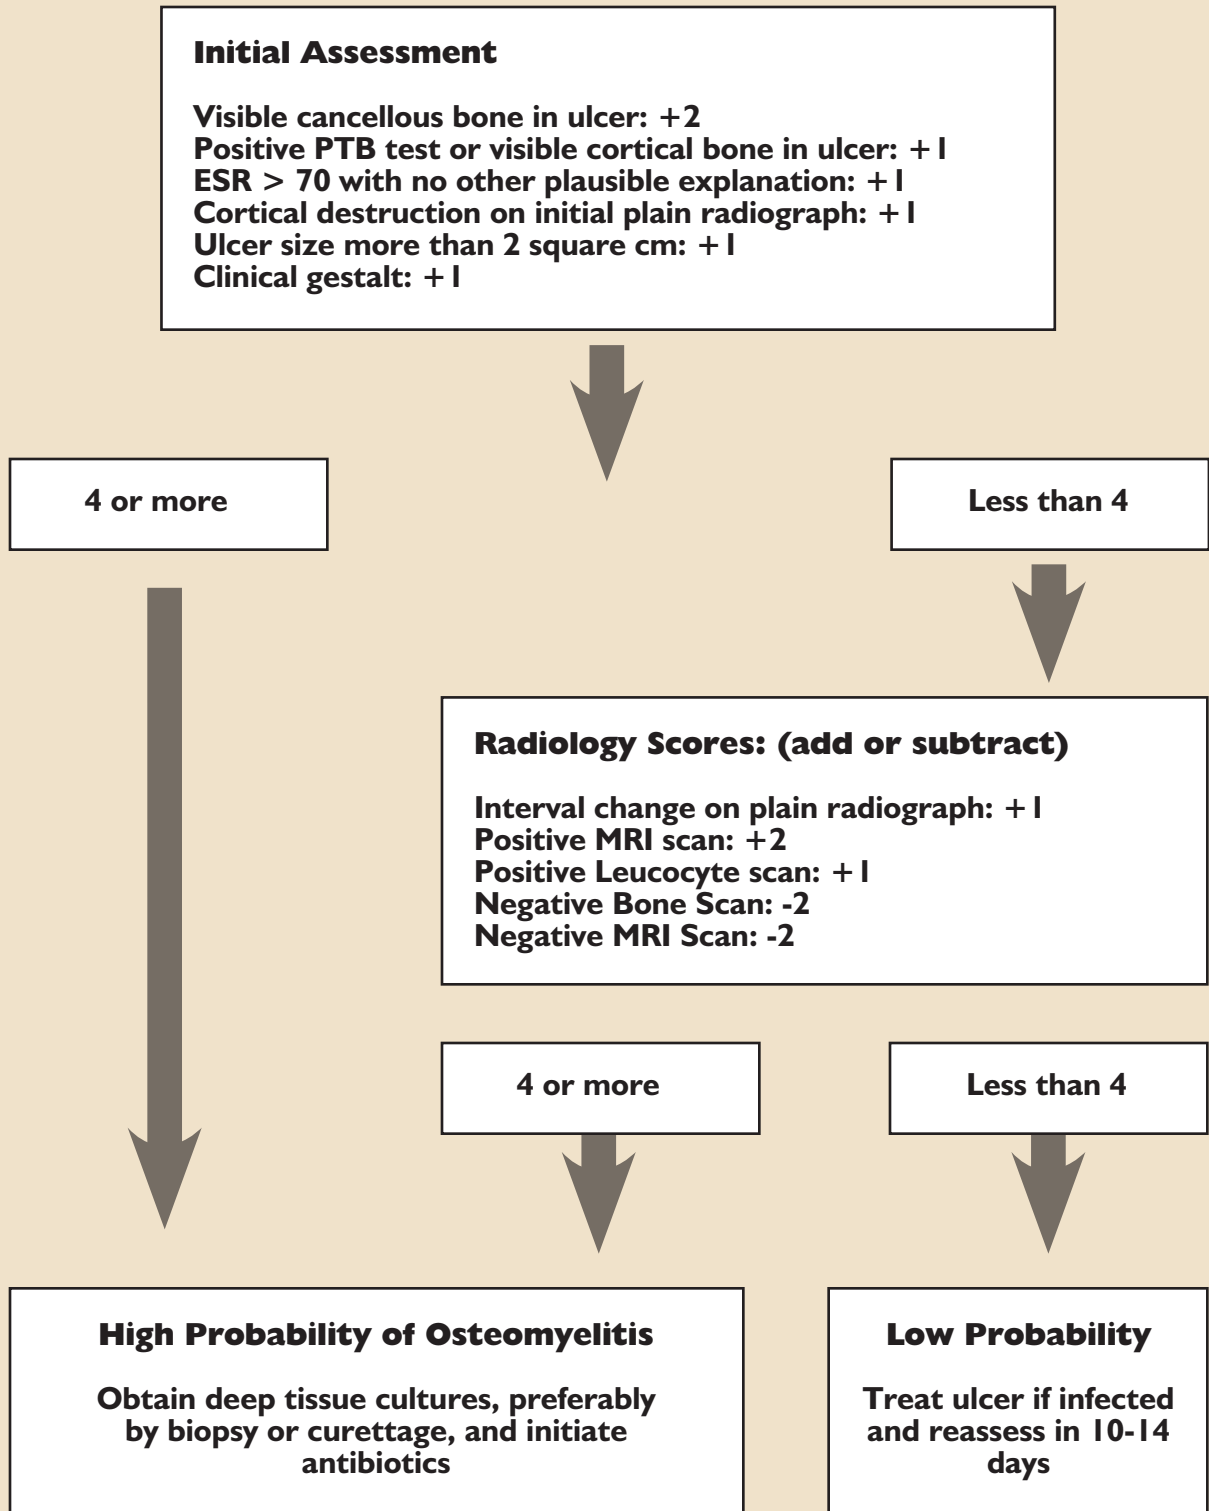 Initial Assessment
Visible cancellous bone in ulcer: +2
Positive PTB test or visible cortical bone in ulcer: +1
ESR > 70 with no other plausible explanation: +1
Cortical destruction on initial plain radiograph: +1
Ulcer size more than 2 square cm: +1
Clinical gestalt: +1
4 or more
Less than 4
Radiology Scores: (add or subtract)
Interval change on plain radiograph: +1
Positive MRI scan: +2
Positive Leucocyte scan: +1
Negative Bone Scan: -2
Negative MRI Scan: -2
4 or more
Less than 4
High Probability of Osteomyelitis
Obtain deep tissue cultures, preferably
by biopsy or curettage, and initiate
antibiotics
Low Probability
Treat ulcer if infected
and reassess in 10-14
days